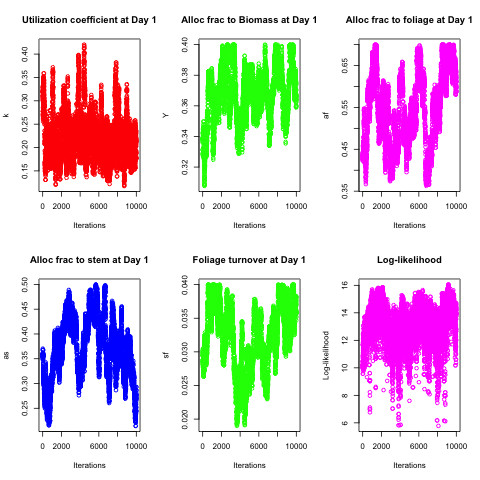 Utilization coefficient at Day 1
Alloc frac to Biomass at Day 1
Alloc frac to foliage at Day 1
k
0.15 0.20 0.25 0.30 0.35 0.40
0 2000 6000 10000
Iterations
Y
0.32 0.34 0.36 0.38 0.40
0 2000 6000 10000
Iterations
af
0.35 0.45 0.55 0.65
0 2000 6000 10000
Iterations
Alloc frac to stem at Day 1
Foliage turnover at Day 1
Log-likelihood
as
0.25 0.30 0.35 0.40 0.45 0.50
0 2000 6000 10000
Iterations
sf
0.020 0.025 0.030 0.035 0.040
0 2000 6000 10000
Iterations
Log-likelihood
6 8 10 12 14 16
0 2000 6000 10000
Iterations